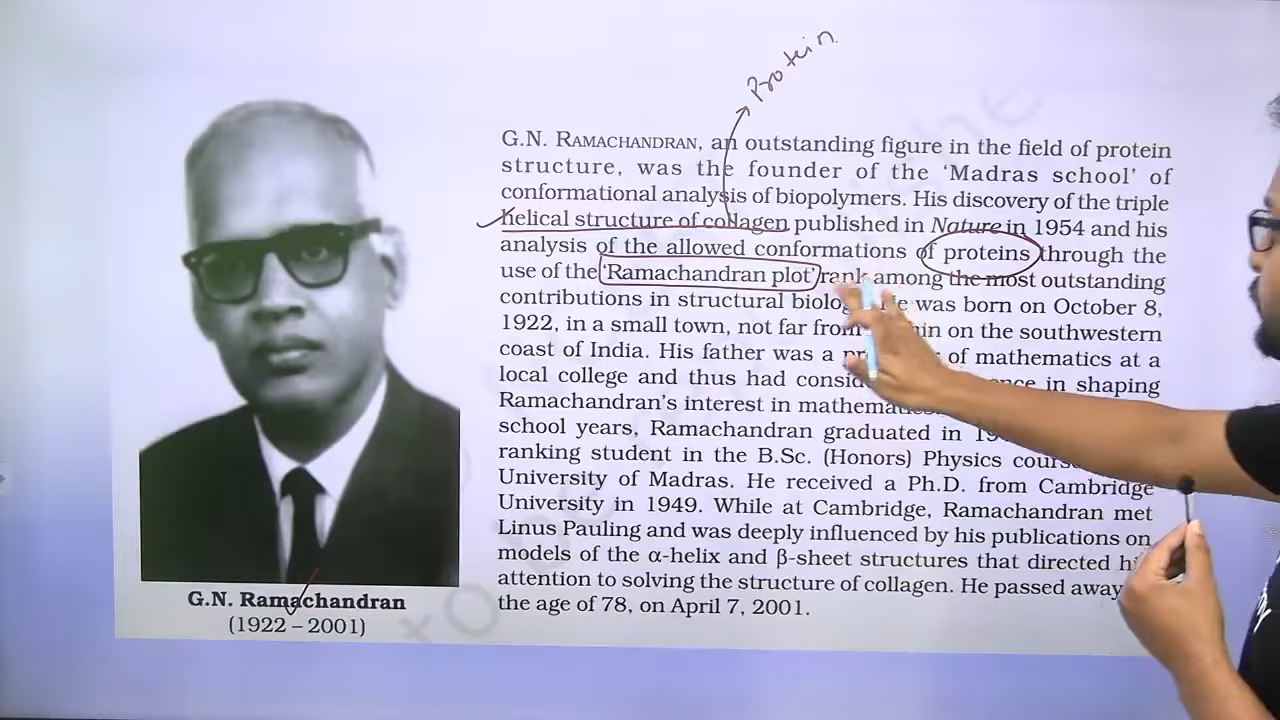 Protein
G.N. RAMACHANDRAN, an outstanding figure in the field of protein
structure, was the founder of the ‘Madras school’ of
conformational analysis of biopolymers. His discovery of the triple
helical structure of collagen published in Nature in 1954 and his
analysis of the allowed conformations of proteins through the
use of the ‘Ramachandran plot’ rank among the most outstanding
contributions in structural He was born on October 8,
1922, in a small town, not far from on the southwestern
coast of India. His father was a of mathematics at a
local college and thus had in shaping
Ramachandran’s interest in
school years, Ramachandran graduated in
ranking student in the B.Sc. (Honors) Physics
University of Madras. He received a Ph.D. from Cambridge
University in 1949. While at Cambridge, Ramachandran met
Linus Pauling and was deeply influenced by his publications on
models of the α-helix and β-sheet structures that directed
attention to solving the structure of collagen. He passed away
the age of 78, on April 7, 2001.
G.N. Ramachandran
(1922 – 2001)